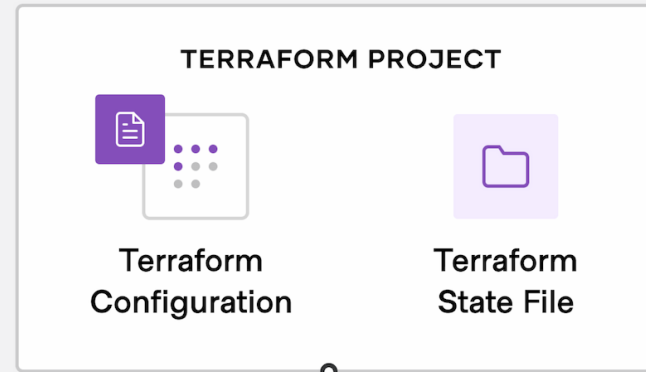 TERRAFORM PROJECT
Terraform
Configuration
Terraform
State File